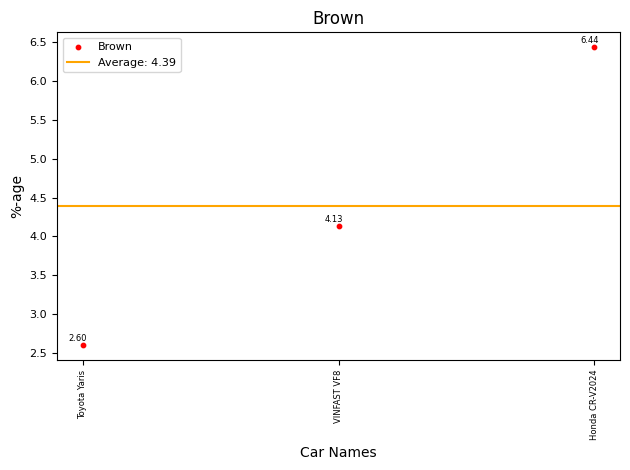 Brown
Brown
Average: 4.39
%-age
6.5
6.0
5.5
5.0
4.5
4.0
3.5
3.0
2.5
2.60
4.13
6.44
Toyota Yaris
VINFAST VF8
Honda CR-V2024
Car Names